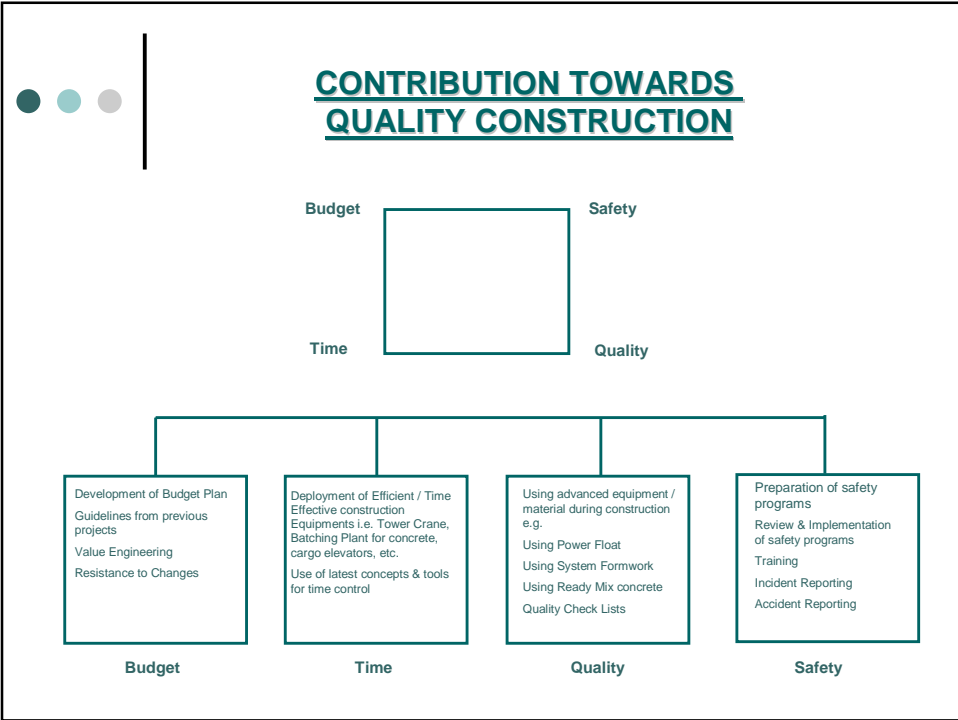 CONTRIBUTION TOWARDS
QUALITY CONSTRUCTION
Budget
Safety
Time
Quality
Development of Budget Plan
Guidelines from previous
projects
Value Engineering
Resistance to Changes
Budget
Deployment of Efficient / Time
Effective construction
Equipments i.e. Tower Crane,
Batching Plant for concrete,
cargo elevators, etc.
Use of latest concepts & tools
for time control
Time
Using advanced equipment /
material during construction
e.g.
Using Power Float
Using System Formwork
Using Ready Mix concrete
Quality Check Lists
Quality
Preparation of safety
programs
Review & Implementation
of safety programs
Training
Incident Reporting
Accident Reporting
Safety